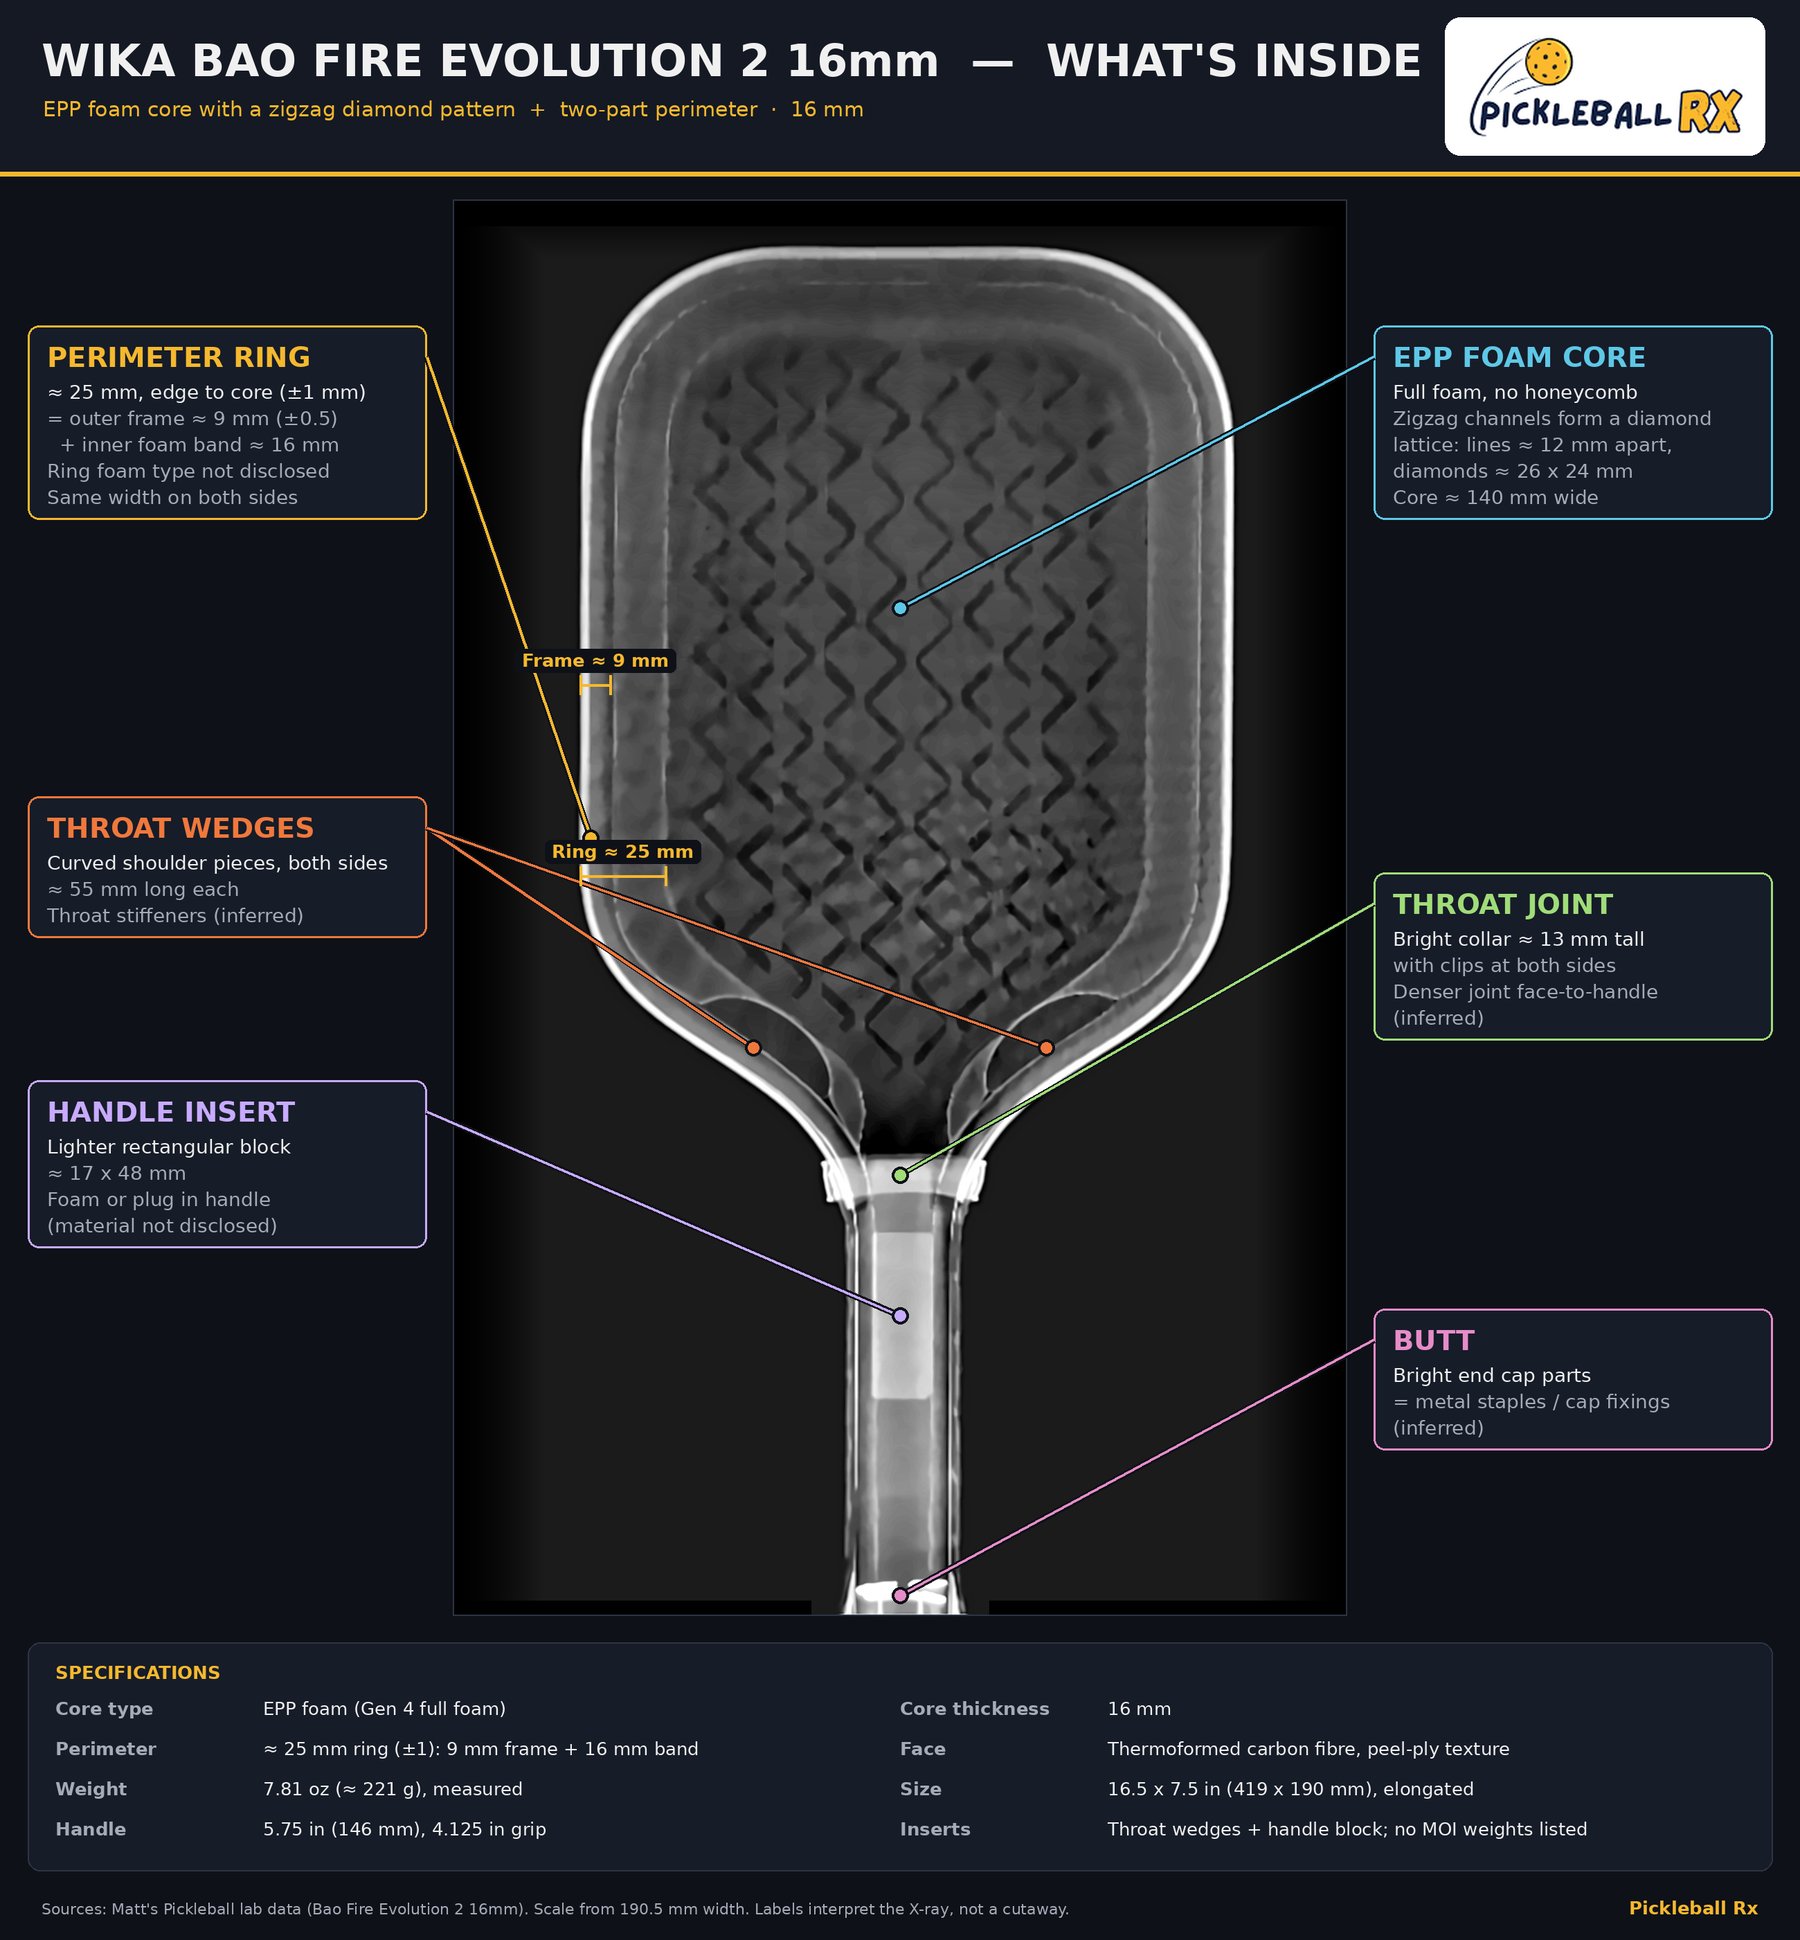 WIKA BAO FIRE EVOLUTION 2 16mm — WHAT'S INSIDE
EPP foam core with a zigzag diamond pattern + two-part perimeter · 16 mm
PICKLEBALL RX
PERIMETER RING
≈ 25 mm, edge to core (±1 mm)
= outer frame ≈ 9 mm (±0.5)
+ inner foam band ≈ 16 mm
Ring foam type not disclosed
Same width on both sides
EPP FOAM CORE
Full foam, no honeycomb
Zigzag channels form a diamond
lattice: lines ≈ 12 mm apart,
diamonds ≈ 26 x 24 mm
Core ≈ 140 mm wide
Frame ≈ 9 mm
THROAT WEDGES
Curved shoulder pieces, both sides
≈ 55 mm long each
Throat stiffeners (inferred)
Ring ≈ 25 mm
THROAT JOINT
Bright collar ≈ 13 mm tall
with clips at both sides
Denser joint face-to-handle
(inferred)
HANDLE INSERT
Lighter rectangular block
≈ 17 x 48 mm
Foam or plug in handle
(material not disclosed)
BUTT
Bright end cap parts
= metal staples / cap fixings
(inferred)
SPECIFICATIONS
Core type EPP foam (Gen 4 full foam) Core thickness 16 mm
Perimeter ≈ 25 mm ring (±1): 9 mm frame + 16 mm band Face Thermoformed carbon fibre, peel-ply texture
Weight 7.81 oz (≈ 221 g), measured Size 16.5 x 7.5 in (419 x 190 mm), elongated
Handle 5.75 in (146 mm), 4.125 in grip Inserts Throat wedges + handle block; no MOI weights listed
Sources: Matt's Pickleball lab data (Bao Fire Evolution 2 16mm). Scale from 190.5 mm width. Labels interpret the X-ray, not a cutaway.
Pickleball Rx